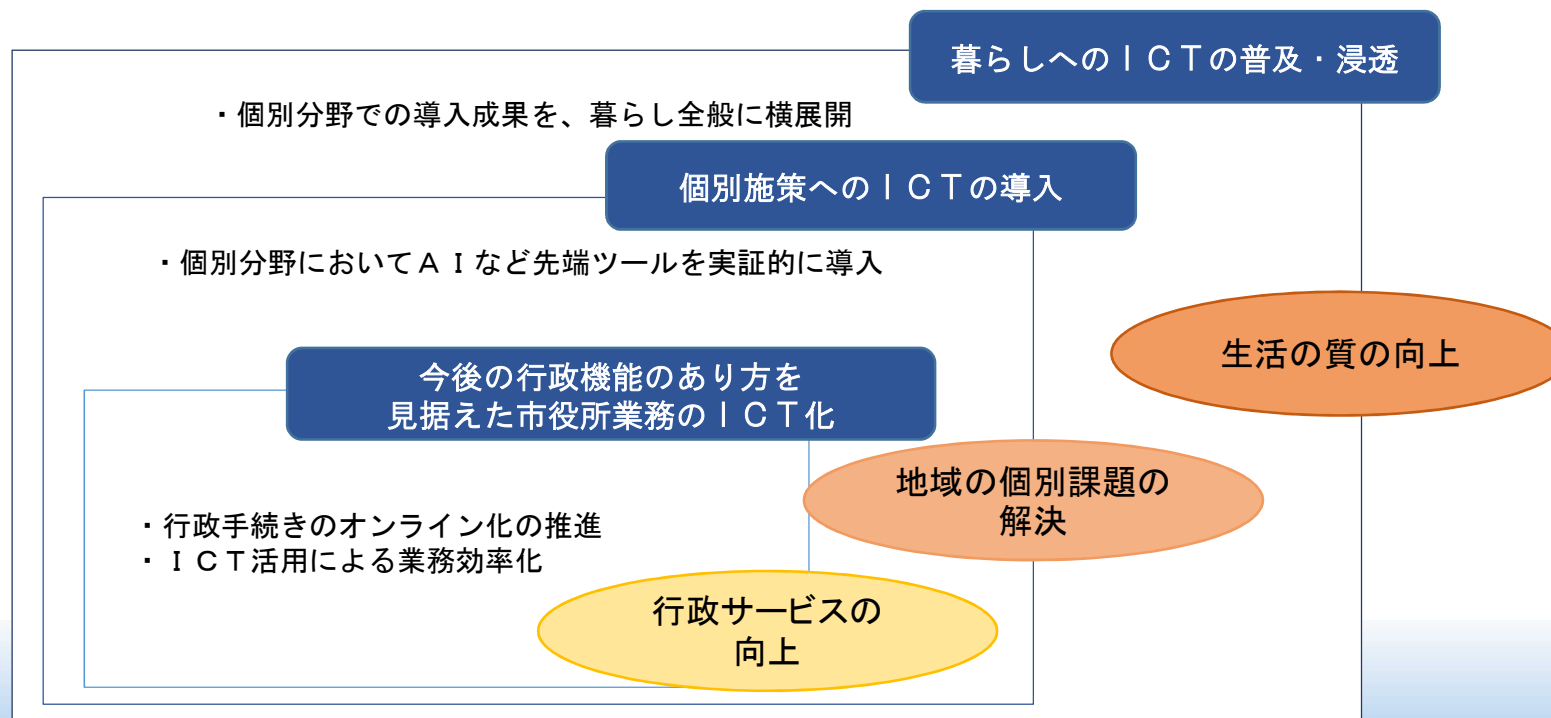 暮らしへのＩＣＴの普及・浸透
・個別分野での導入成果を、暮らし全般に横展開
個別施策へのＩＣＴの導入
・個別分野においてＡＩなど先端ツールを実証的に導入
生活の質の向上
今後の行政機能のあり方を
見据えた市役所業務のＩＣＴ化
地域の個別課題の
解決
・行政手続きのオンライン化の推進
・ＩＣＴ活用による業務効率化
行政サービスの
向上